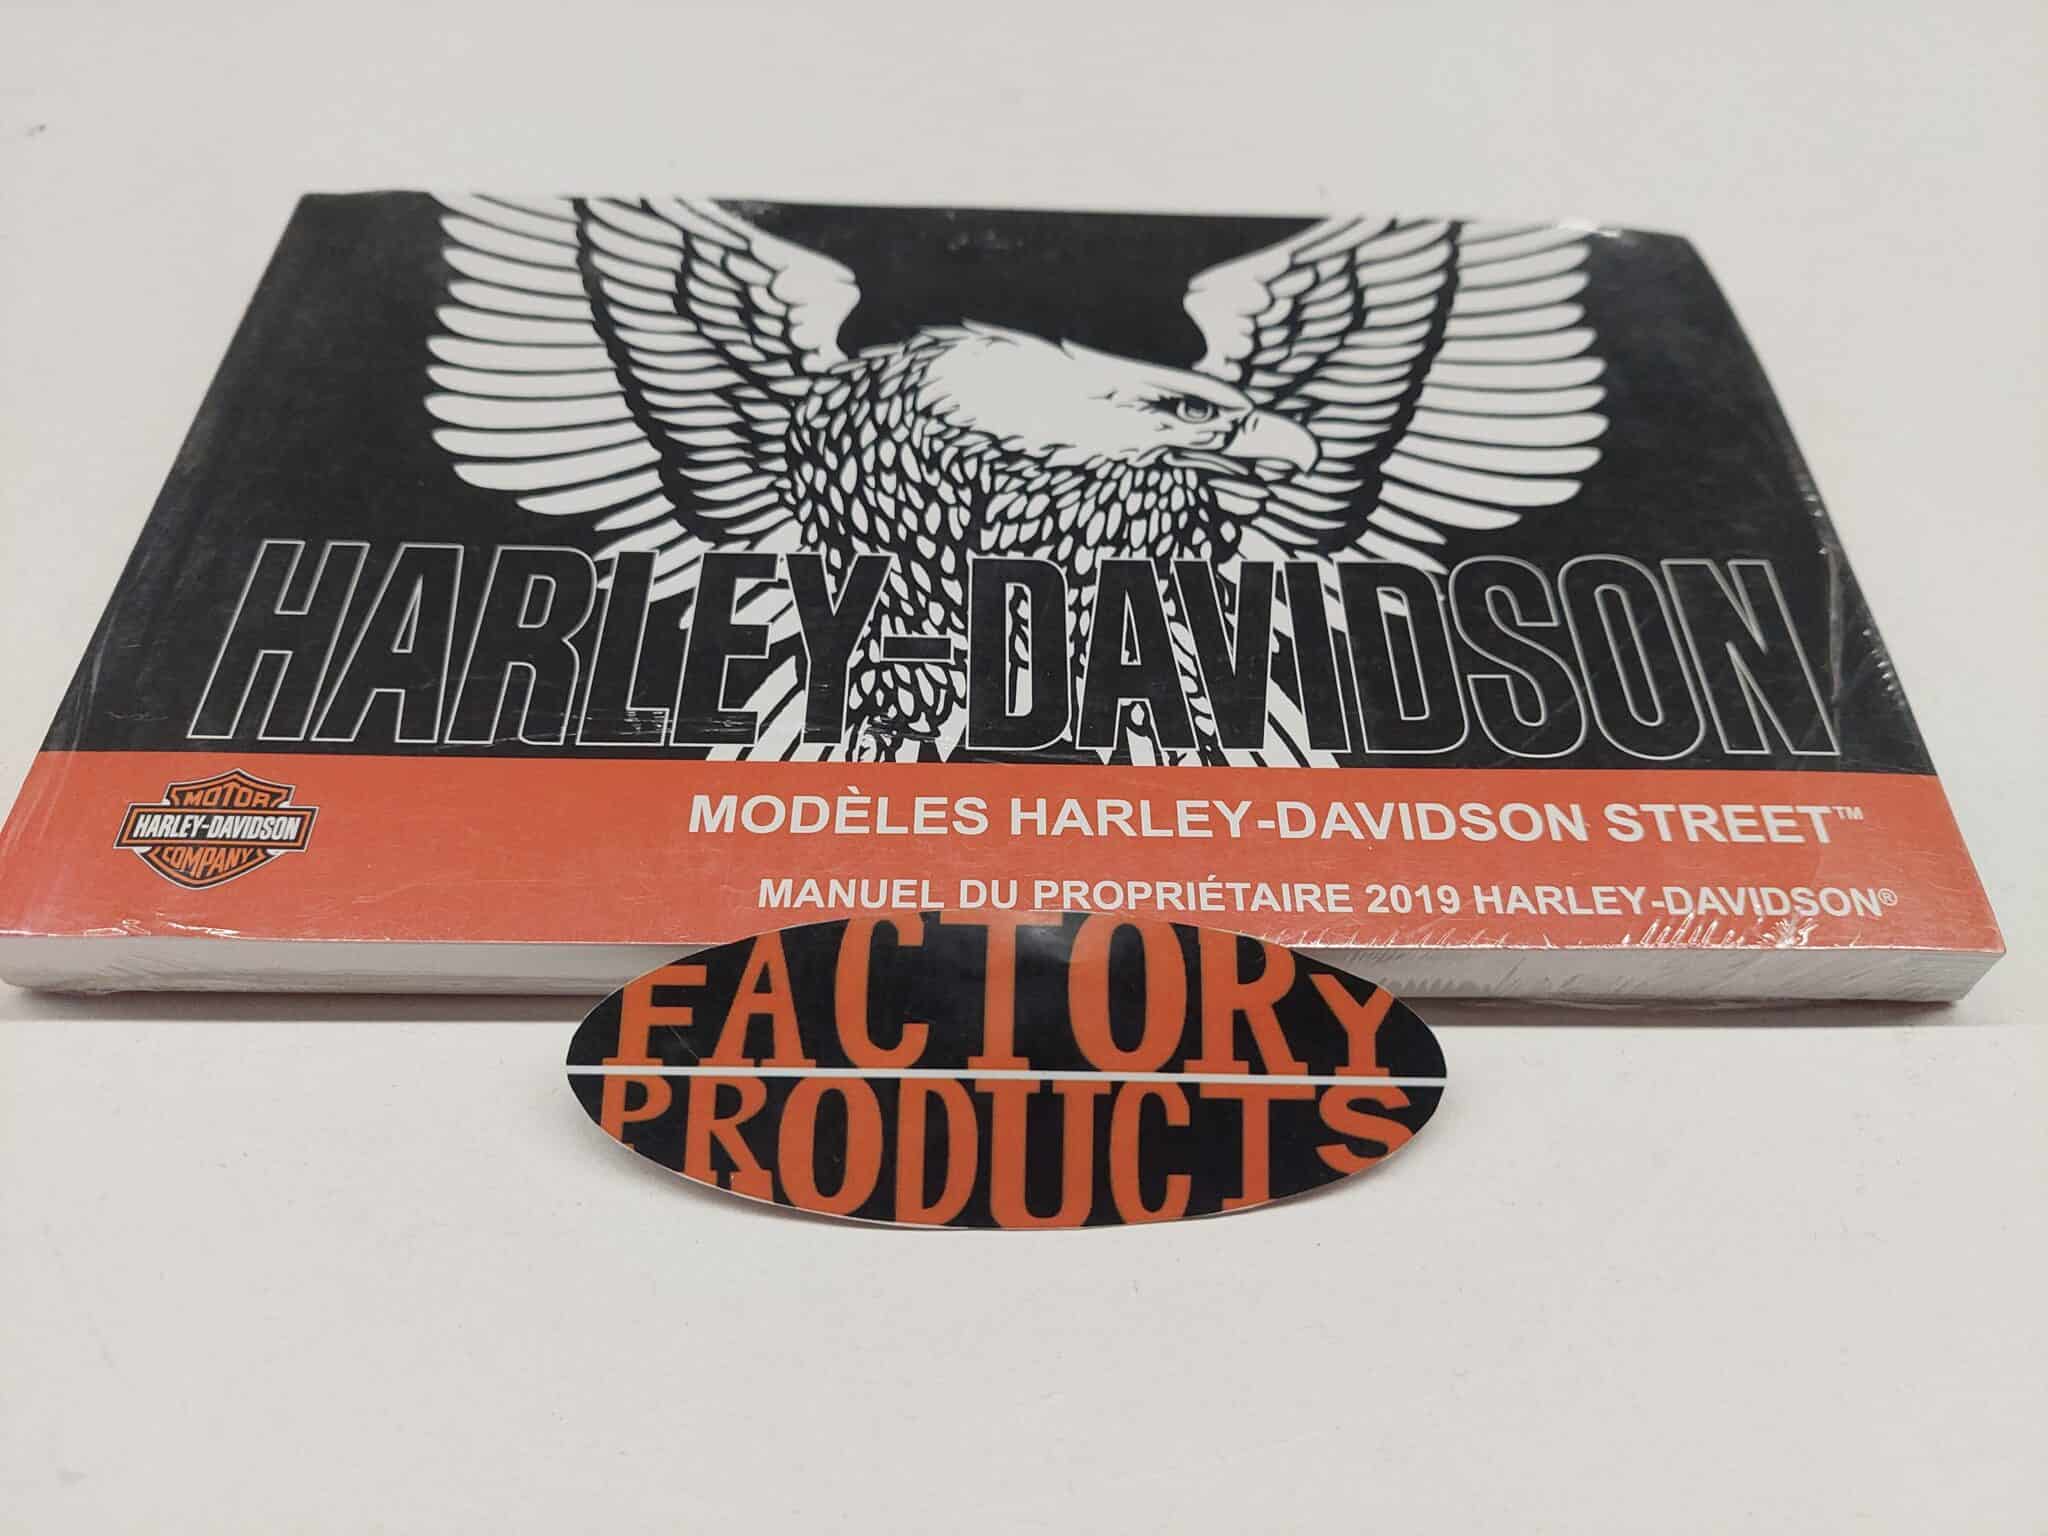 HARLEY-DAVIDSON
MOTOR
HARLEY-DAVIDSON
COMPANY
MODÈLES HARLEY-DAVIDSON STREET™
MANUEL DU PROPRIÉTAIRE 2019 HARLEY-DAVIDSON®
FACTORY
PRODUCTS